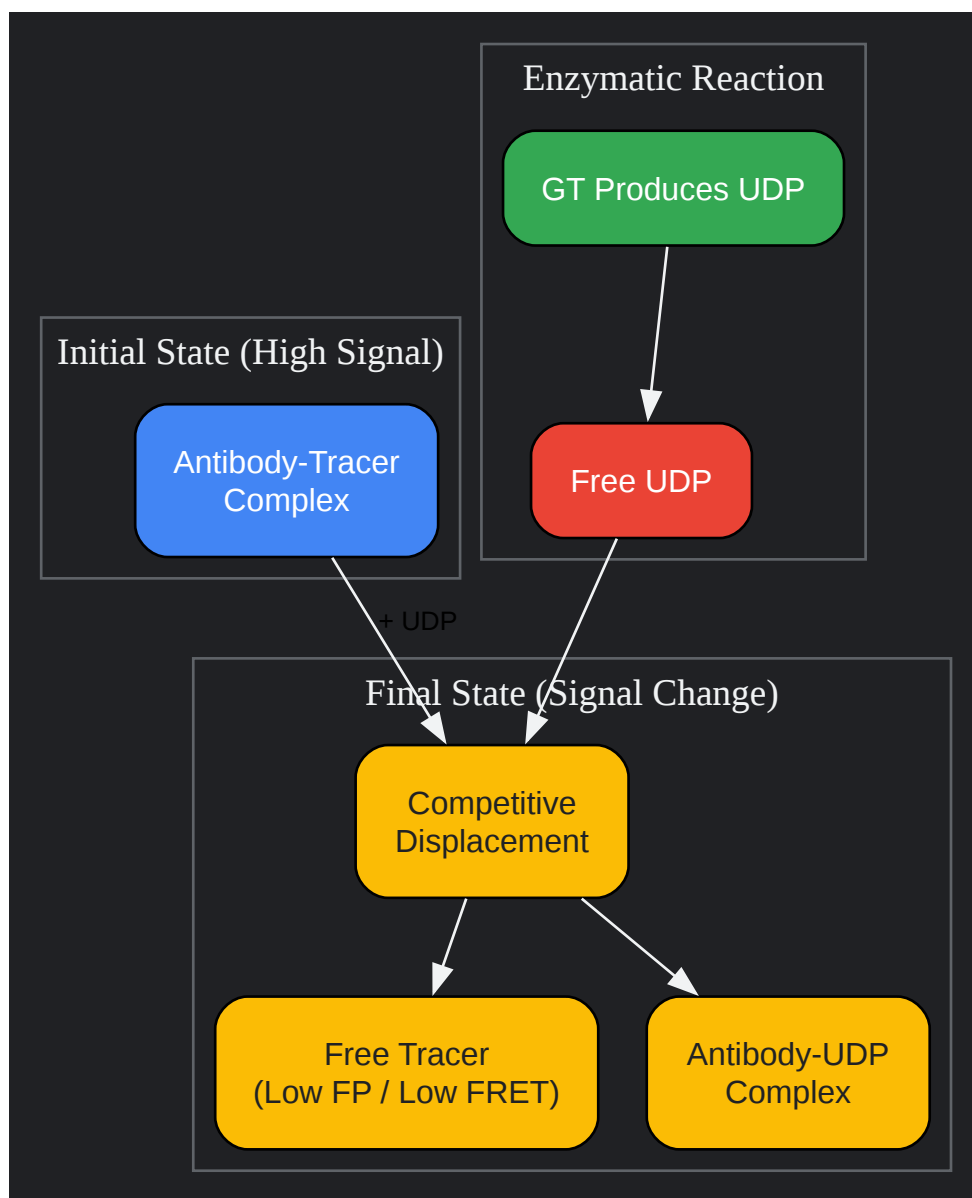 Enzymatic Reaction
GT Produces UDP
Initial State (High Signal)
Antibody-Tracer
Complex
Free UDP
+ UDP
Final State (Signal Change)
Competitive
Displacement
Free Tracer
(Low FP / Low FRET)
Antibody-UDP
Complex